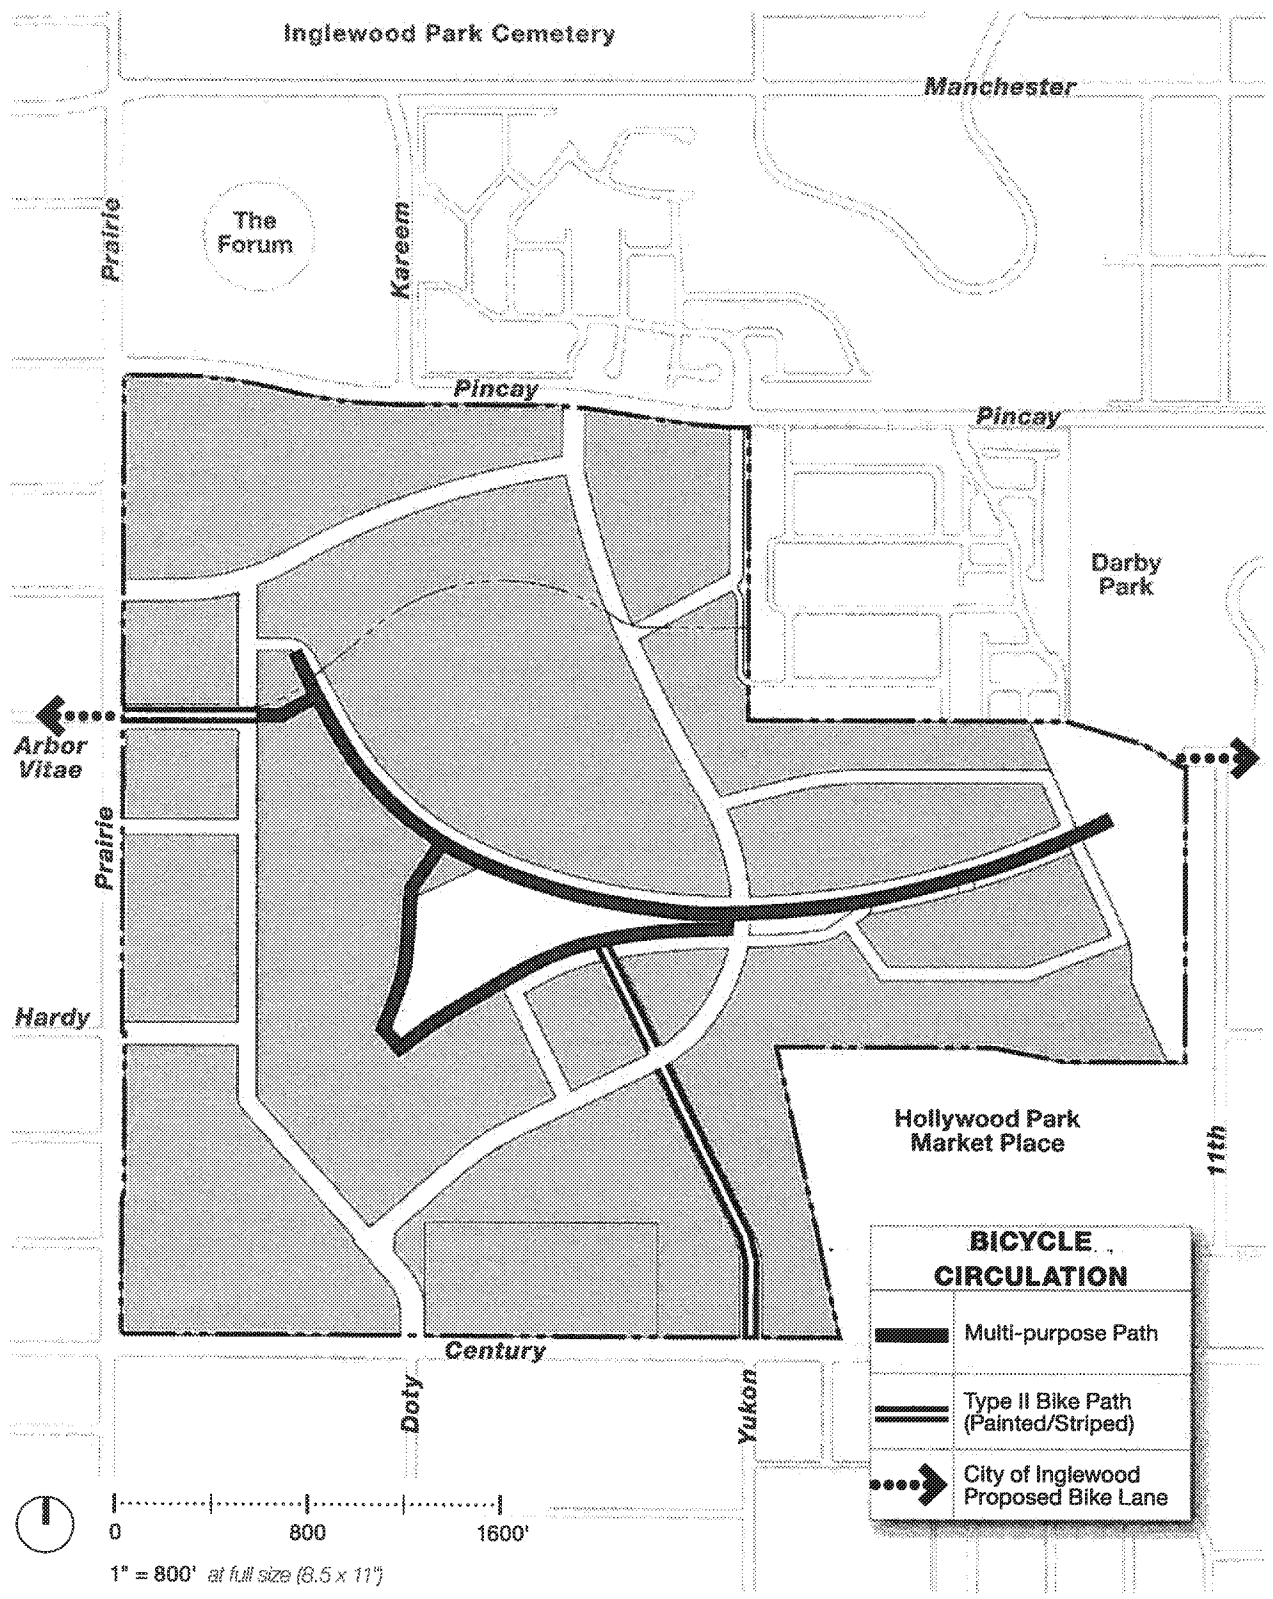 Inglewood Park Cemetery
Manchester
Prairie
The
Forum
Kareem
Pincay
Pincay
Darby
Park
Arbor
Vitae
Prairie
Hardy
Hollywood Park
Market Place
11th
Century
Doty
Yukon
BICYCLE
CIRCULATION
Multi-purpose Path
Type II Bike Path
(Painted/Striped)
City of Inglewood
Proposed Bike Lane
0 800 1600'
1" = 800' at full size (8.5 x 11")